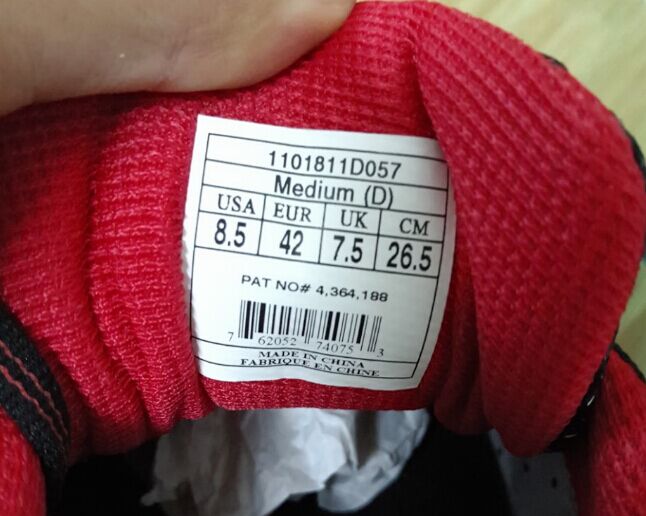 1101811D057
Medium (D)
USA EUR UK CM
8.5 42 7.5 26.5
PAT NO# 4,364,188
7 62052 74075 3
MADE IN CHINA
FABRIQUE EN CHINE